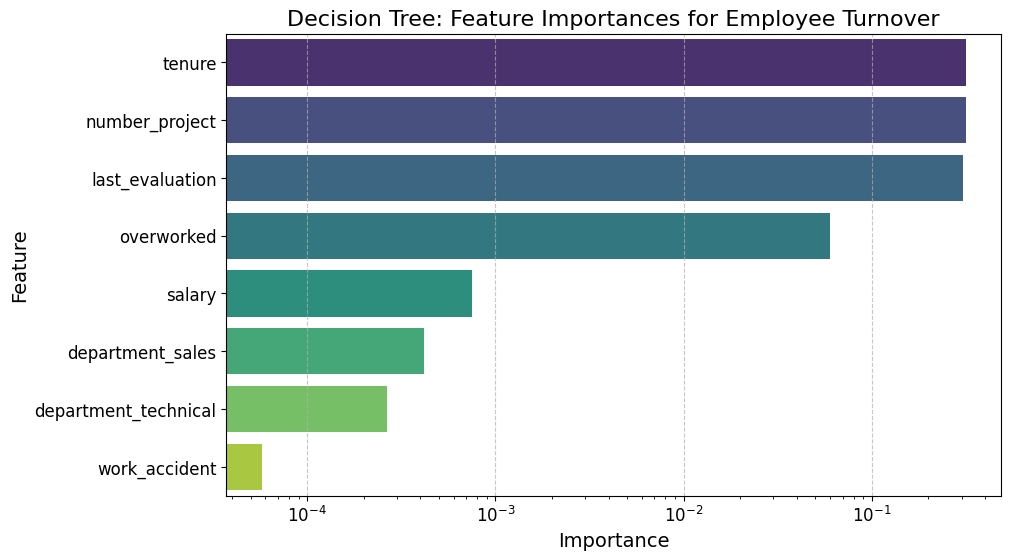 Decision Tree: Feature Importances for Employee Turnover
Feature
tenure
number_project
last_evaluation
overworked
salary
department_sales
department_technical
work_accident
10⁻⁴ 10⁻³ 10⁻² 10⁻¹
Importance